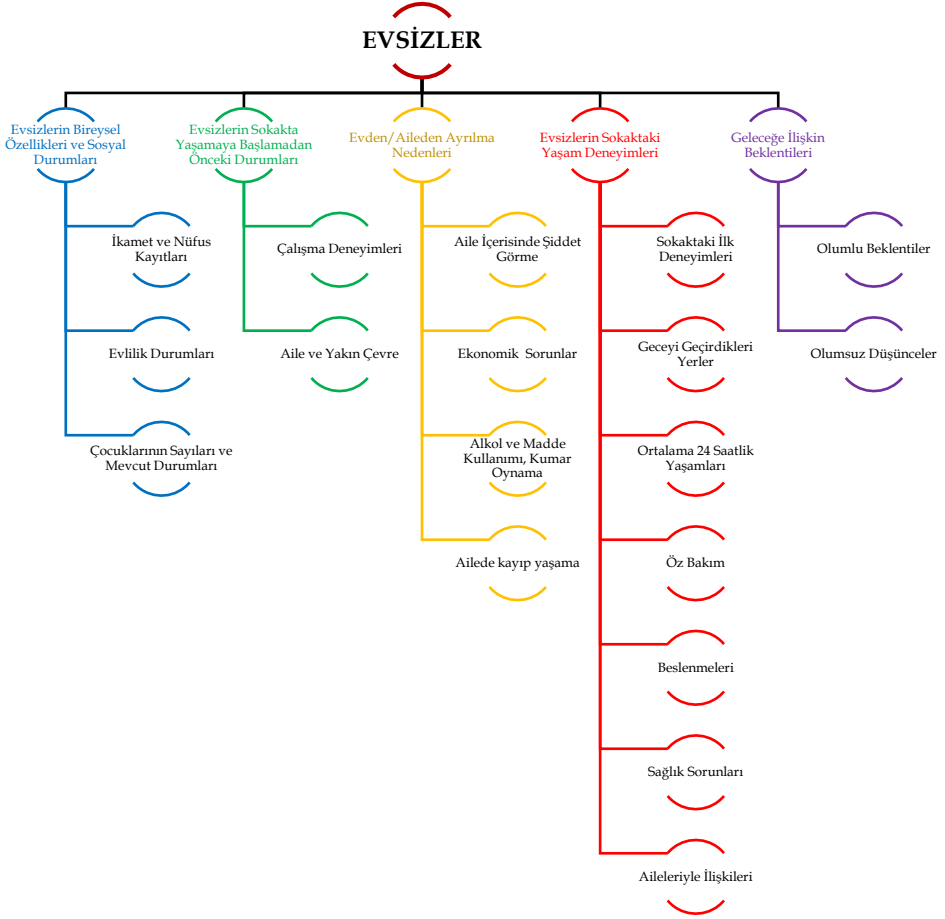 EVSİZLER
Evsizlerin Bireysel
Özellikleri ve Sosyal
Durumları
İkamet ve Nüfus
Kayıtları
Evlilik Durumları
Çocuklarının Sayıları ve
Mevcut Durumları
Evsizlerin Sokakta
Yaşamaya Başlamadan
Önceki Durumları
Çalışma Deneyimleri
Aile ve Yakın Çevre
Evden/Aileden Ayrılma
Nedenleri
Aile İçerisinde Şiddet
Görme
Ekonomik Sorunlar
Alkol ve Madde
Kullanımı, Kumar
Oynama
Ailede kayıp yaşama
Evsizlerin Sokaktaki
Yaşam Deneyimleri
Sokaktaki İlk
Deneyimleri
Geceyi Geçirdikleri
Yerler
Ortalama 24 Saatlik
Yaşamları
Öz Bakım
Beslenmeleri
Sağlık Sorunları
Aileleriyle İlişkileri
Geleceğe İlişkin
Beklentileri
Olumlu Beklentiler
Olumsuz Düşünceler